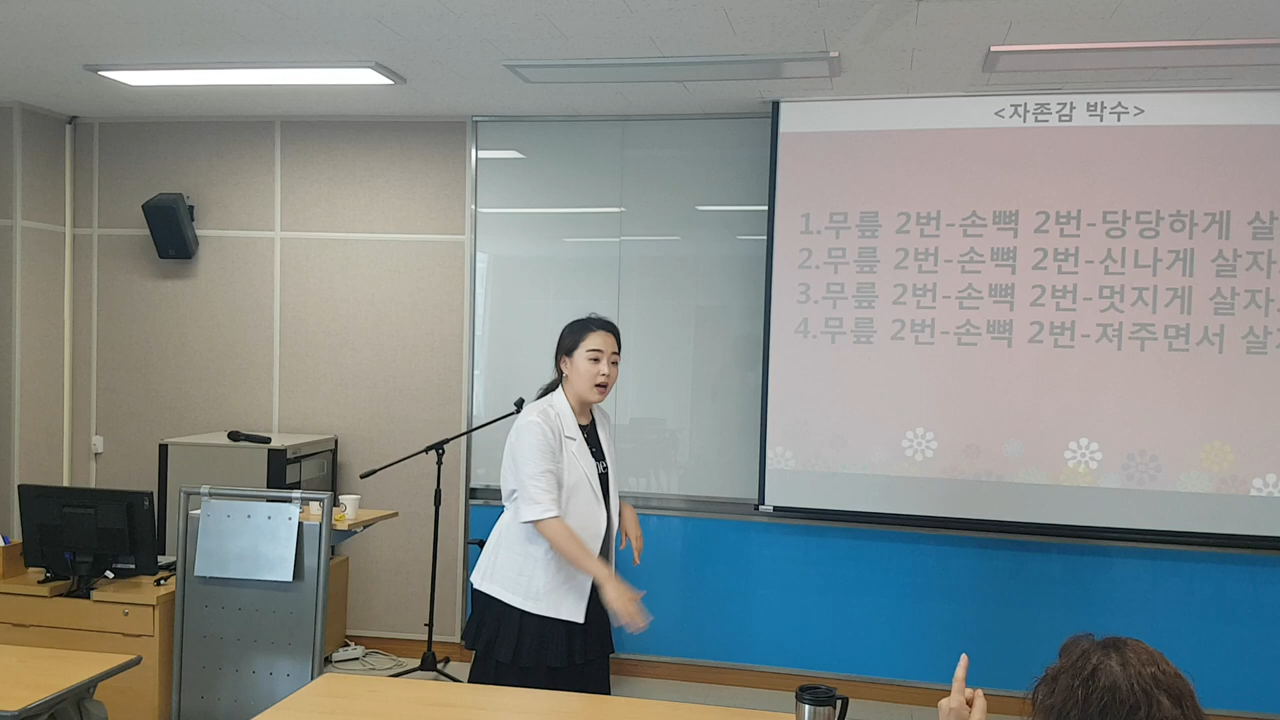 <자존감 박수>
1.무릎 2번-손뼉 2번-당당하게 살
2.무릎 2번-손뼉 2번-신나게 살자
3.무릎 2번-손뼉 2번-멋지게 살자
4.무릎 2번-손뼉 2번-져주면서